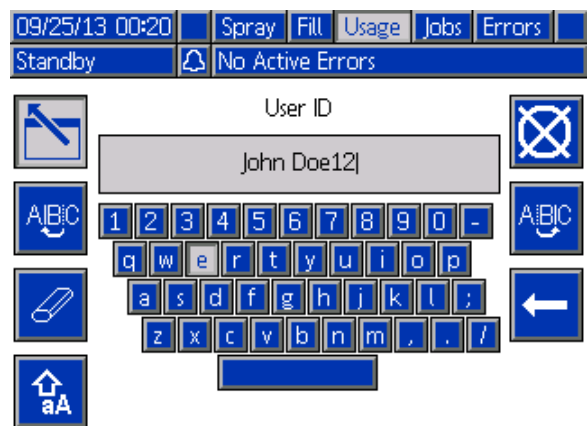 09/25/13 00:20 Spray Fill Usage Jobs Errors
Standby No Active Errors
User ID
John Doe12
ABC ABC
1 2 3 4 5 6 7 8 9 0 -
q w e r t y u i o p
a s d f g h j k l ;
z x c v b n m , . /
aA